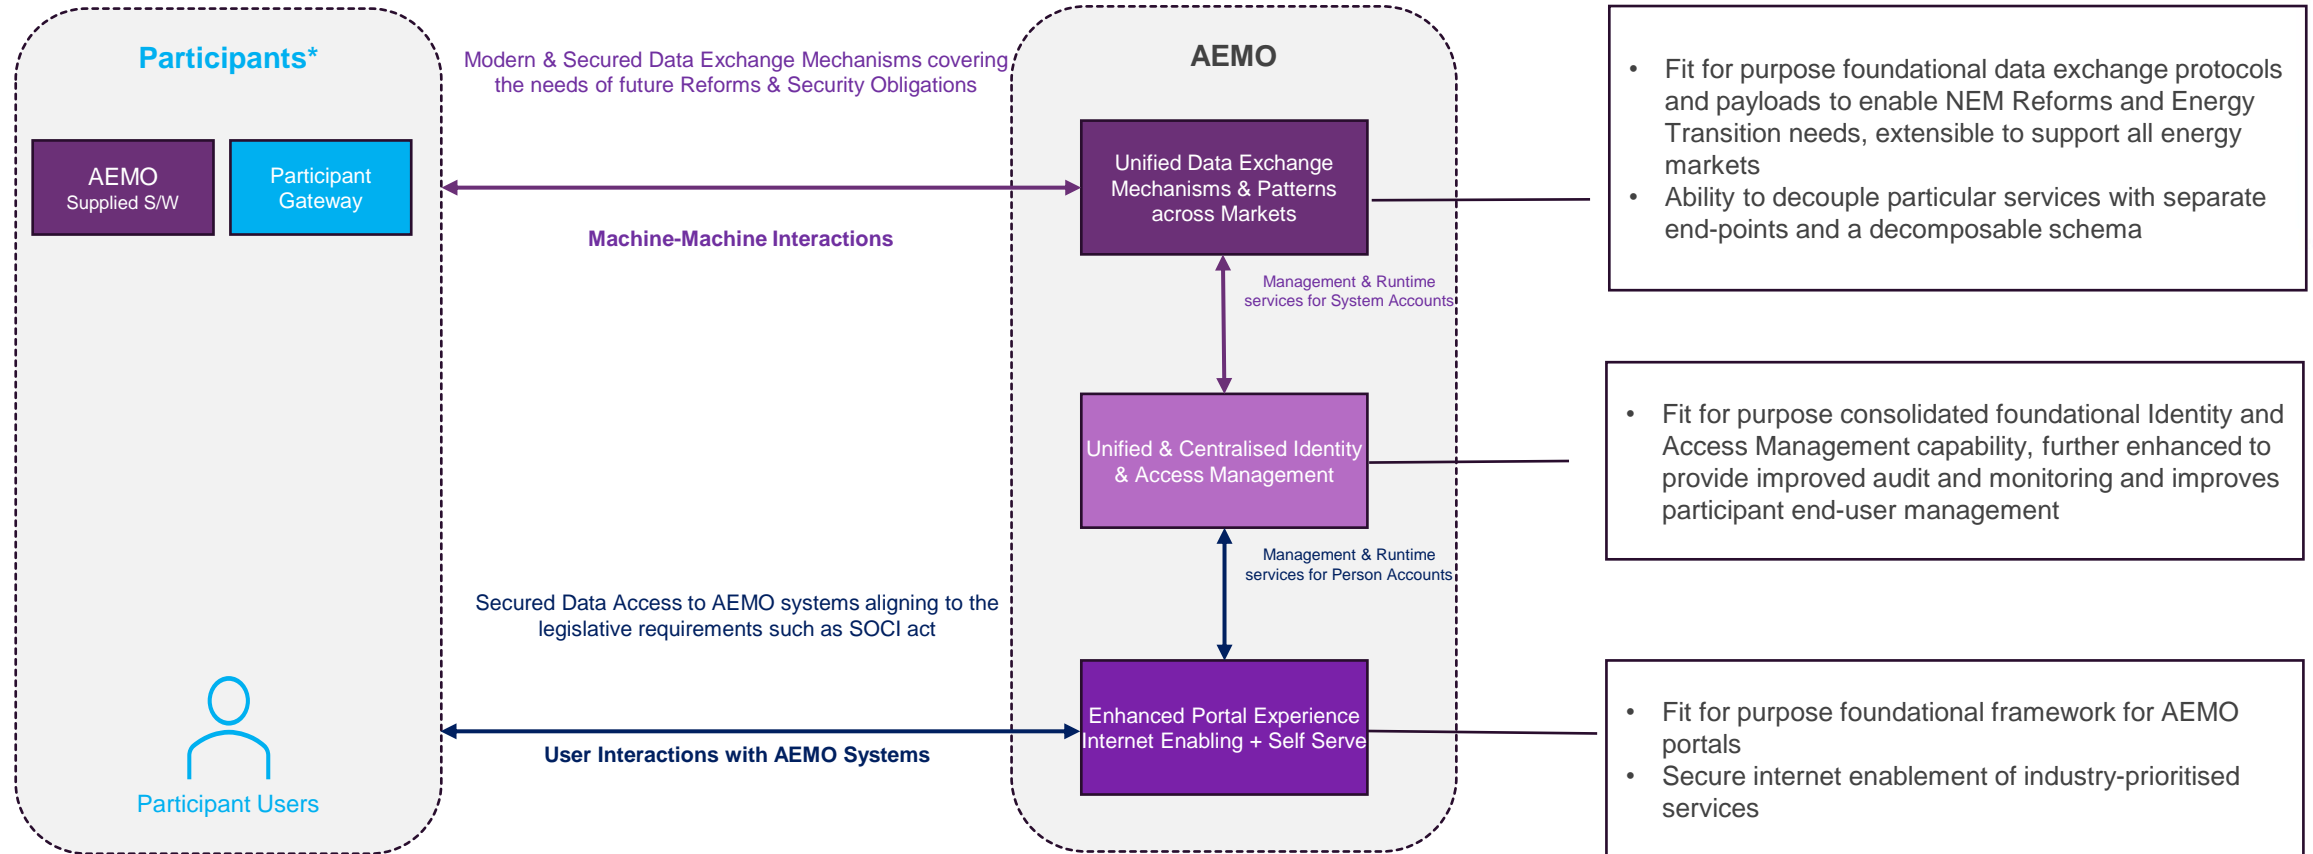 Participants*
AEMO
Supplied S/W
Participant
Gateway
Participant Users
Modern & Secured Data Exchange Mechanisms covering
the needs of future Reforms & Security Obligations
Machine-Machine Interactions
Secured Data Access to AEMO systems aligning to the
legislative requirements such as SOCI act
User Interactions with AEMO Systems
AEMO
Unified Data Exchange
Mechanisms & Patterns
across Markets
Management & Runtime
services for System Accounts
Unified & Centralised Identity
& Access Management
Management & Runtime
services for Person Accounts
Enhanced Portal Experience
Internet Enabling + Self Serve
• Fit for purpose foundational data exchange protocols
and payloads to enable NEM Reforms and Energy
Transition needs, extensible to support all energy
markets
• Ability to decouple particular services with separate
end-points and a decomposable schema
• Fit for purpose consolidated foundational Identity and
Access Management capability, further enhanced to
provide improved audit and monitoring and improves
participant end-user management
• Fit for purpose foundational framework for AEMO
portals
• Secure internet enablement of industry-prioritised
services